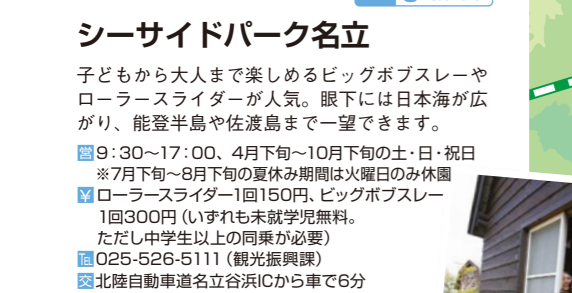 シーサイドパーク名立
子どもから大人まで楽しめるビッグボブスレーや
ローラースライダーが人気。眼下には日本海が広
がり、能登半島や佐渡島まで一望できます。
営9:30〜17:00、4月下旬〜10月下旬の土・日・祝日
※7月下旬〜8月下旬の夏休み期間は火曜日のみ休園
¥ローラースライダー1回150円、ビッグボブスレー
1回300円(いずれも未就学児無料。
ただし中学生以上の同乗が必要)
TEL025-526-5111(観光振興課)
交北陸自動車道名立谷浜ICから車で6分